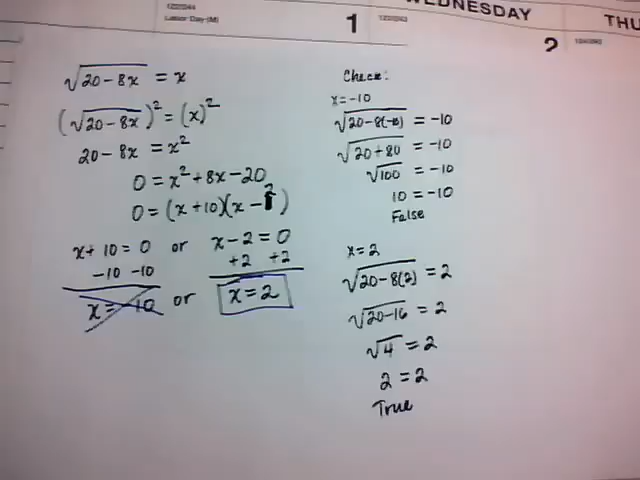 Labor Day (M)
1
WEDNESDAY
2
THU
√20-8x = x
(√20-8x)² = (x)²
20-8x = x²
0 = x²+8x-20
0 = (x+10)(x-2)
x+10=0 or x-2=0
-10 -10 +2 +2
x=-10 or x=2
Check:
x=-10
√20-8(-10) = -10
√20+80 = -10
√100 = -10
10 = -10
False
x=2
√20-8(2) = 2
√20-16 = 2
√4 = 2
2 = 2
True